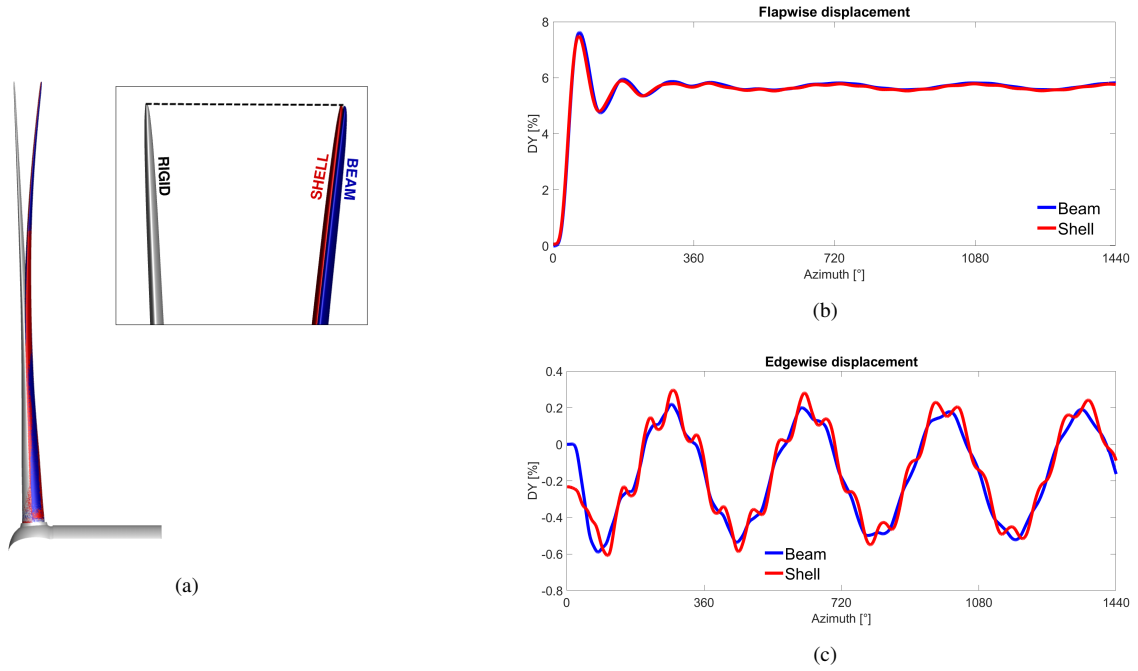 RIGID
SHELL
BEAM
(a)
Flapwise displacement
8
6
4
2
0
DY [%]
0 360 720 1080 1440
Azimuth [°]
Beam
Shell
(b)
Edgewise displacement
0.4
0.2
0
-0.2
-0.4
-0.6
-0.8
DY [%]
0 360 720 1080 1440
Azimuth [°]
Beam
Shell
(c)